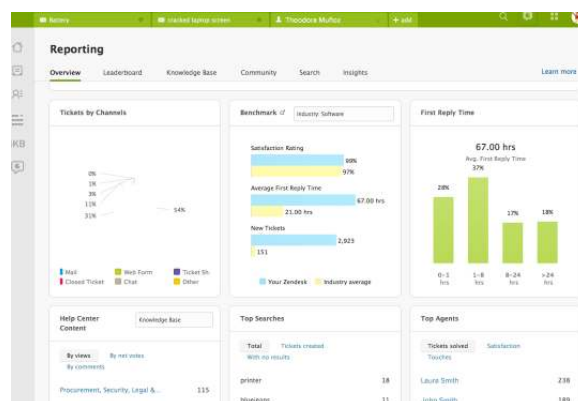 Battery
cracked laptop screen
Theodora Muñoz
+ add
Reporting
Overview Leaderboard Knowledge Base Community Search Insights
Learn more
Tickets by Channels
0%
1%
3%
11%
31%
54%
Mail Web Form Ticket Sh
Closed Ticket Chat Other
Benchmark
Industry: Software
Satisfaction Rating
99%
97%
Average First Reply Time
67.00 hrs
21.00 hrs
New Tickets
2,923
151
Your Zendesk Industry average
First Reply Time
67.00 hrs
Avg. First Reply Time
28% 37% 17% 18%
0-1 hrs 1-8 hrs 8-24 hrs >24 hrs
Help Center Content
Knowledge Base
By views By net votes
By comments
Procurement, Security, Legal &... 115
Top Searches
Total Tickets created
With no results
printer 18
11
Top Agents
Tickets solved Satisfaction
Touches
Laura Smith 238
John Smith 189
KB
6